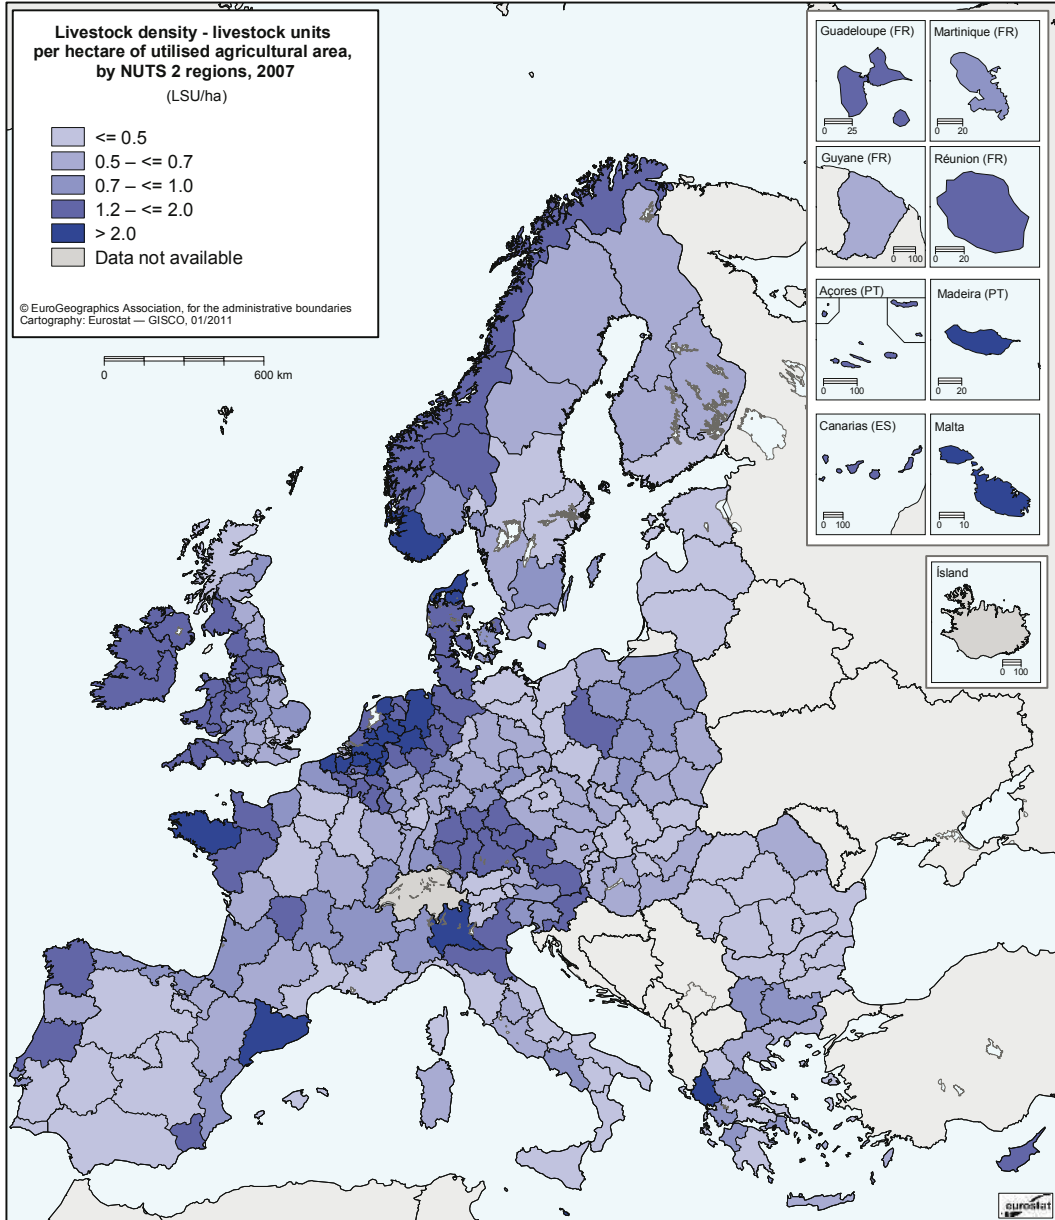 Livestock density - livestock units
per hectare of utilised agricultural area,
by NUTS 2 regions, 2007
(LSU/ha)
<= 0.5
0.5 – <= 0.7
0.7 – <= 1.0
1.2 – <= 2.0
> 2.0
Data not available
© EuroGeographics Association, for the administrative boundaries
Cartography: Eurostat — GISCO, 01/2011
0 600 km
Guadeloupe (FR)
0 25
Martinique (FR)
0 20
Guyane (FR)
0 100
Réunion (FR)
0 20
Açores (PT)
0 100
Madeira (PT)
0 20
Canarias (ES)
0 100
Malta
0 10
Ísland
0 100
eurostat